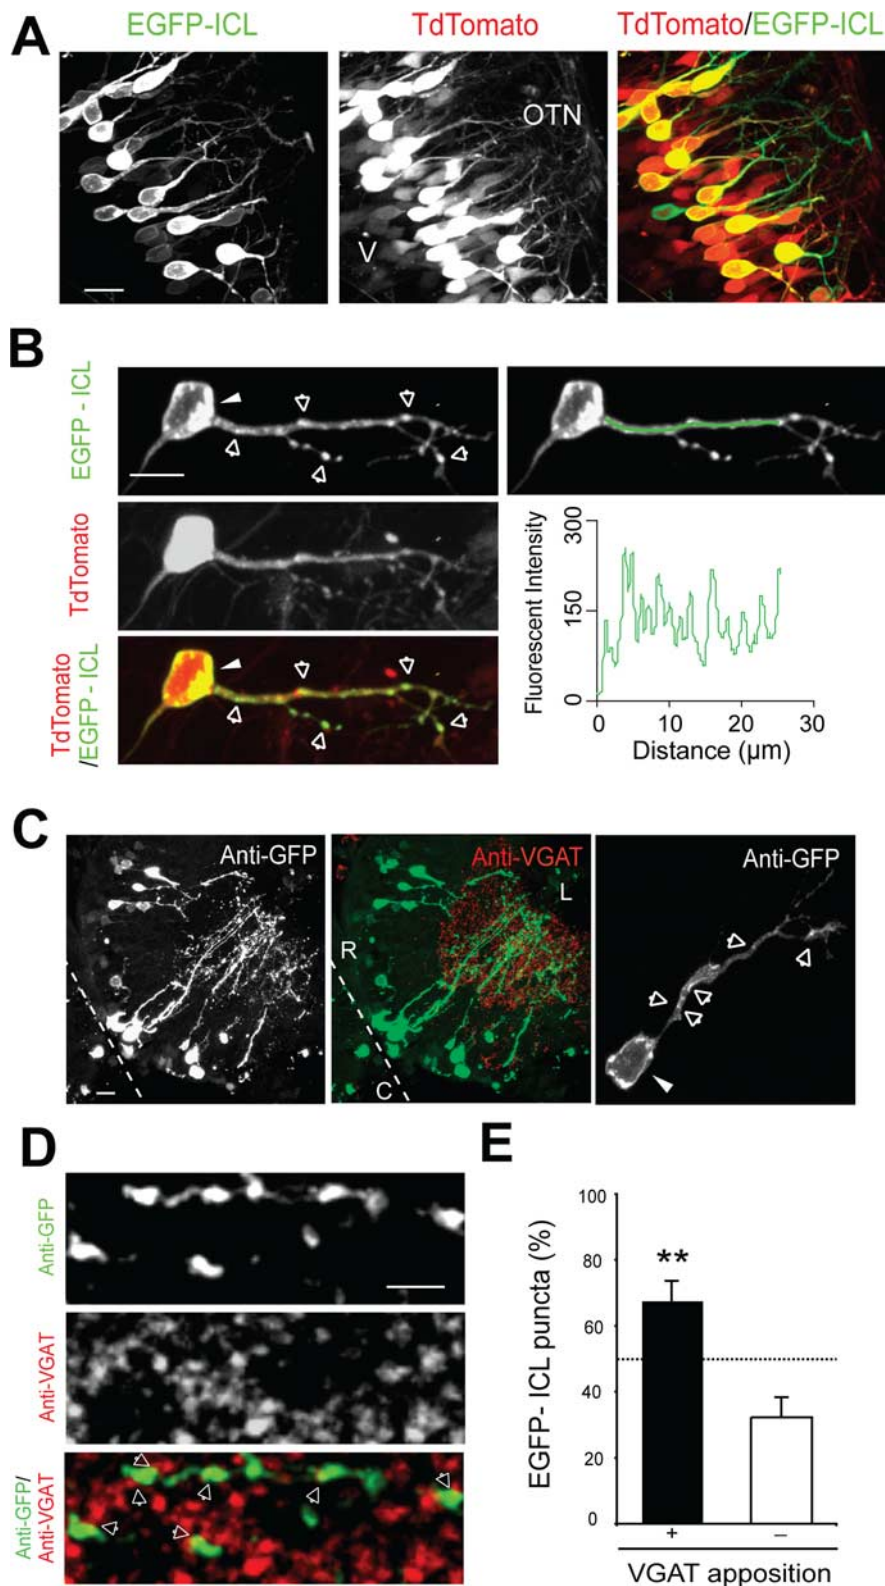 A
EGFP-ICL
TdTomato
TdTomato/EGFP-ICL
OTN
V
B
EGFP - ICL
TdTomato
TdTomato
/EGFP - ICL
Fluorescent Intensity
300
150
0
0
10
20
30
Distance (μm)
C
Anti-GFP
Anti-VGAT
L
R
C
Anti-GFP
D
Anti-GFP
Anti-VGAT
Anti-GFP/
Anti-VGAT
E
EGFP- ICL puncta (%)
100
80
60
40
20
0
**
+
–
VGAT apposition